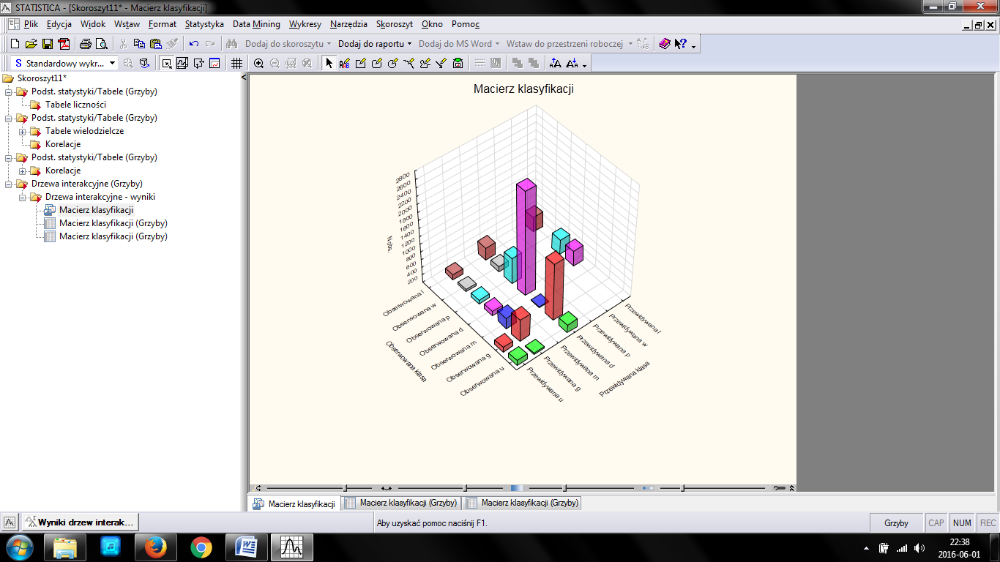 STATISTICA - [Skoroszyt11* - Macierz klasyfikacji]
Plik Edycja Widok Wstaw Format Statystyka Data Mining Wykresy Narzędzia Skoroszyt Okno Pomoc
Dodaj do skoroszytu Dodaj do raportu Dodaj do MS Word Wstaw do przestrzeni roboczej
Standardowy wykr...
Skoroszyt11*
Podst. statystyki/Tabele (Grzyby)
Tabele liczności
Podst. statystyki/Tabele (Grzyby)
Tabele wielodzielcze
Korelacje
Podst. statystyki/Tabele (Grzyby)
Korelacje
Drzewa interakcyjne (Grzyby)
Drzewa interakcyjne - wyniki
Macierz klasyfikacji
Macierz klasyfikacji (Grzyby)
Macierz klasyfikacji (Grzyby)
Macierz klasyfikacji
2800
2600
2400
2200
2000
1800
1600
1400
1200
1000
800
600
400
200
N obs.
Obserwowana l
Obserwowana w
Obserwowana p
Obserwowana d
Obserwowana m
Obserwowana g
Obserwowana u
Obserwowana klasa
Przewidywana l
Przewidywana w
Przewidywana p
Przewidywana d
Przewidywana m
Przewidywana g
Przewidywana u
Przewidywana klasa
Macierz klasyfikacji Macierz klasyfikacji (Grzyby) Macierz klasyfikacji (Grzyby)
Wyniki drzew interak... Aby uzyskać pomoc naciśnij F1. Grzyby CAP NUM REC
22:38
2016-06-01